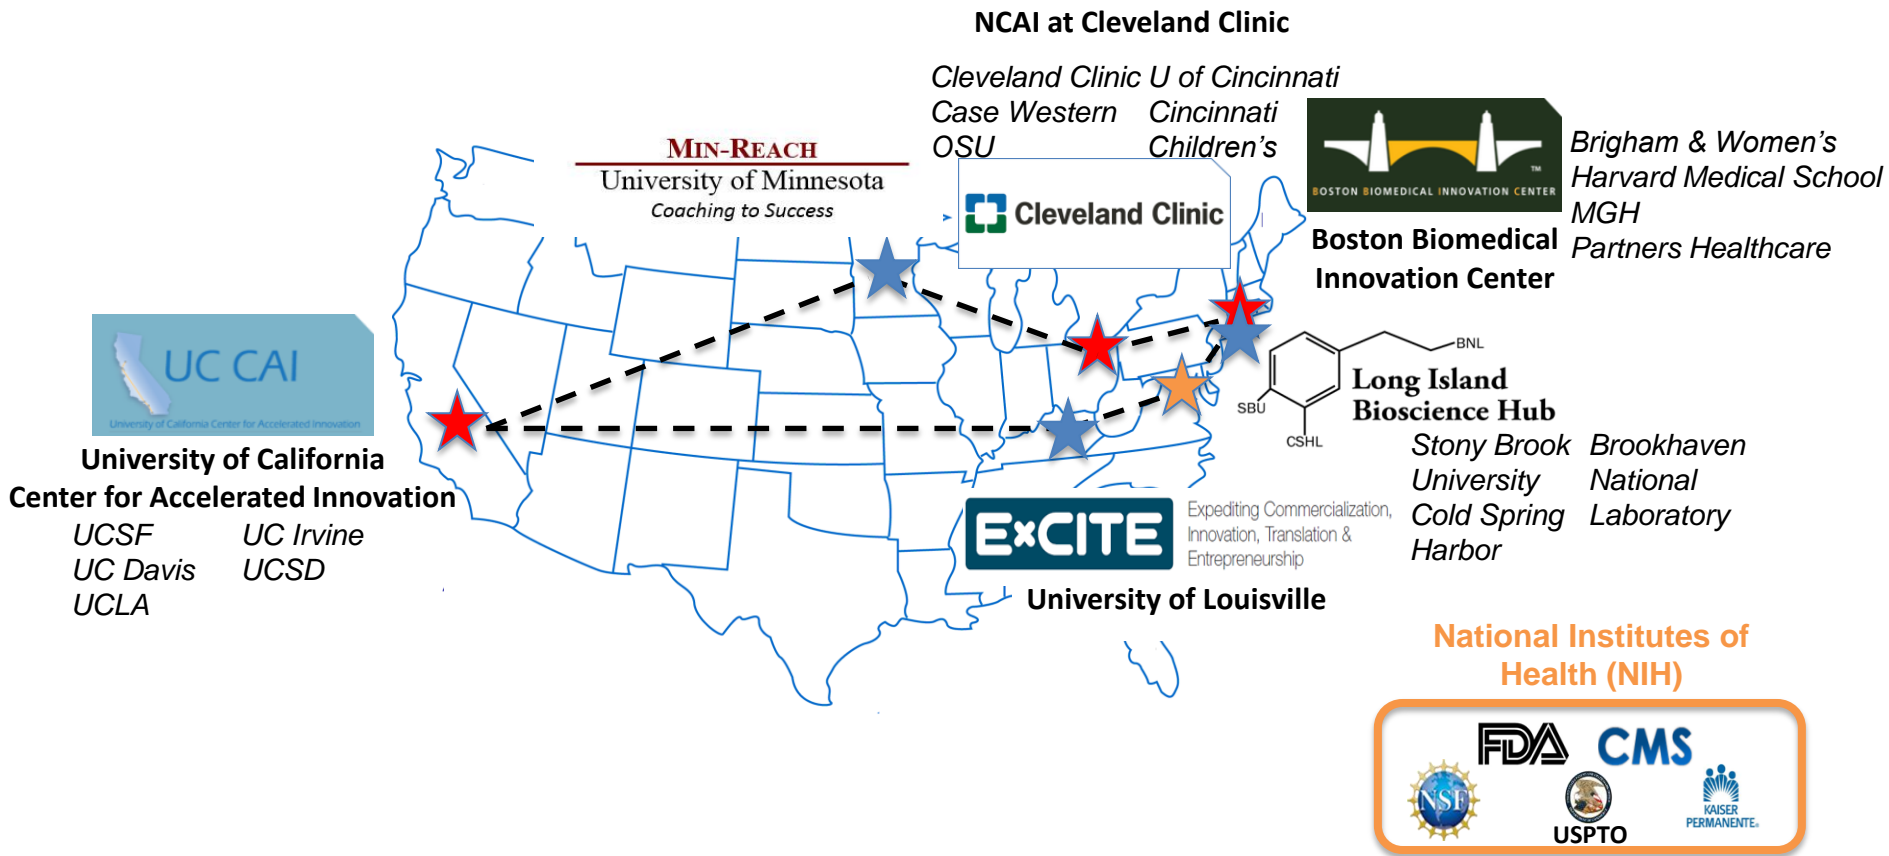 NCAI at Cleveland Clinic
Cleveland Clinic U of Cincinnati
Case Western Cincinnati
OSU Children's
MIN-REACH
University of Minnesota
Coaching to Success
Cleveland Clinic
BOSTON BIOMEDICAL INNOVATION CENTER
TM
Boston Biomedical
Innovation Center
Brigham & Women's
Harvard Medical School
MGH
Partners Healthcare
UC CAI
University of California Center for Accelerated Innovation
University of California
Center for Accelerated Innovation
UCSF UC Irvine
UC Davis UCSD
UCLA
BNL
SBU
CSHL
Long Island
Bioscience Hub
Stony Brook Brookhaven
University National
Cold Spring Laboratory
Harbor
ExCITE
Expediting Commercialization,
Innovation, Translation &
Entrepreneurship
University of Louisville
National Institutes of
Health (NIH)
FDA CMS
NSF
USPTO
KAISER
PERMANENTE®